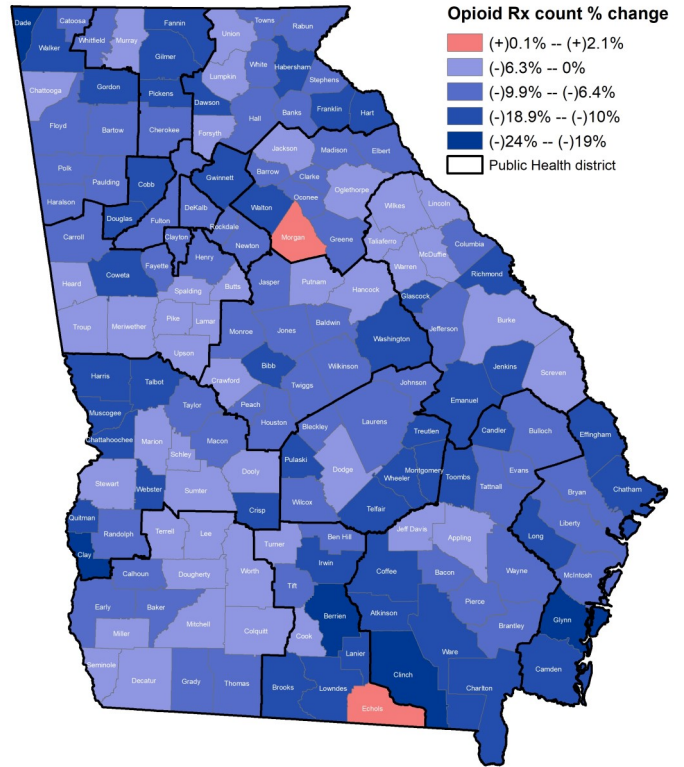 Opioid Rx count % change
(+)0.1% -- (+)2.1%
(-)6.3% -- 0%
(-)9.9% -- (-)6.4%
(-)18.9% -- (-)10%
(-)24% -- (-)19%
Public Health district
Dade
Catoosa
Fannin
Towns
Rabun
Walker
Whitfield
Murray
Union
Gilmer
White
Habersham
Chattooga
Gordon
Pickens
Lumpkin
Stephens
Dawson
Floyd
Bartow
Cherokee
Forsyth
Hall
Banks
Franklin
Hart
Polk
Paulding
Cobb
Gwinnett
Jackson
Madison
Elbert
Barrow
Clarke
Haralson
Douglas
Fulton
DeKalb
Walton
Oconee
Oglethorpe
Wilkes
Lincoln
Carroll
Clayton
Rockdale
Newton
Morgan
Greene
Taliaferro
McDuffie
Columbia
Coweta
Fayette
Henry
Warren
Richmond
Heard
Spalding
Butts
Jasper
Putnam
Hancock
Glascock
Troup
Meriwether
Pike
Lamar
Monroe
Jones
Baldwin
Washington
Jefferson
Burke
Upson
Bibb
Wilkinson
Jenkins
Screven
Harris
Talbot
Crawford
Twiggs
Johnson
Emanuel
Muscogee
Taylor
Peach
Houston
Bleckley
Laurens
Treutlen
Candler
Bulloch
Effingham
Chattahoochee
Marion
Macon
Schley
Pulaski
Dodge
Montgomery
Stewart
Webster
Sumter
Dooly
Wheeler
Toombs
Evans
Tattnall
Bryan
Chatham
Quitman
Crisp
Wilcox
Telfair
Liberty
Randolph
Terrell
Lee
Turner
Ben Hill
Jeff Davis
Appling
Long
Clay
Calhoun
Dougherty
Worth
Irwin
Coffee
Bacon
Wayne
McIntosh
Tift
Early
Baker
Mitchell
Berrien
Atkinson
Pierce
Miller
Colquitt
Cook
Brantley
Glynn
Lanier
Ware
Seminole
Decatur
Grady
Thomas
Brooks
Lowndes
Clinch
Charlton
Camden
Echols